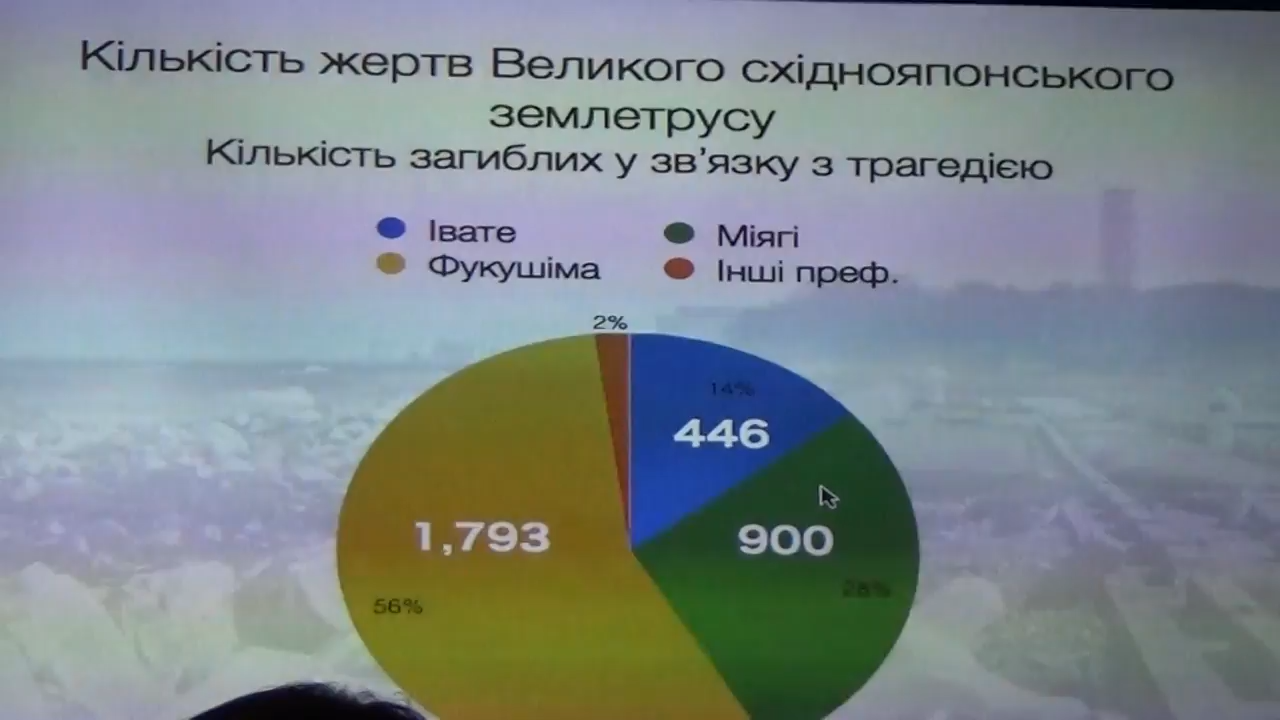 Кількість жертв Великого східнояпонського
землетрусу
Кількість загиблих у зв’язку з трагедією
Івате
Міягі
Фукушіма
Інші преф.
2%
14%
446
1,793
900
28%
56%